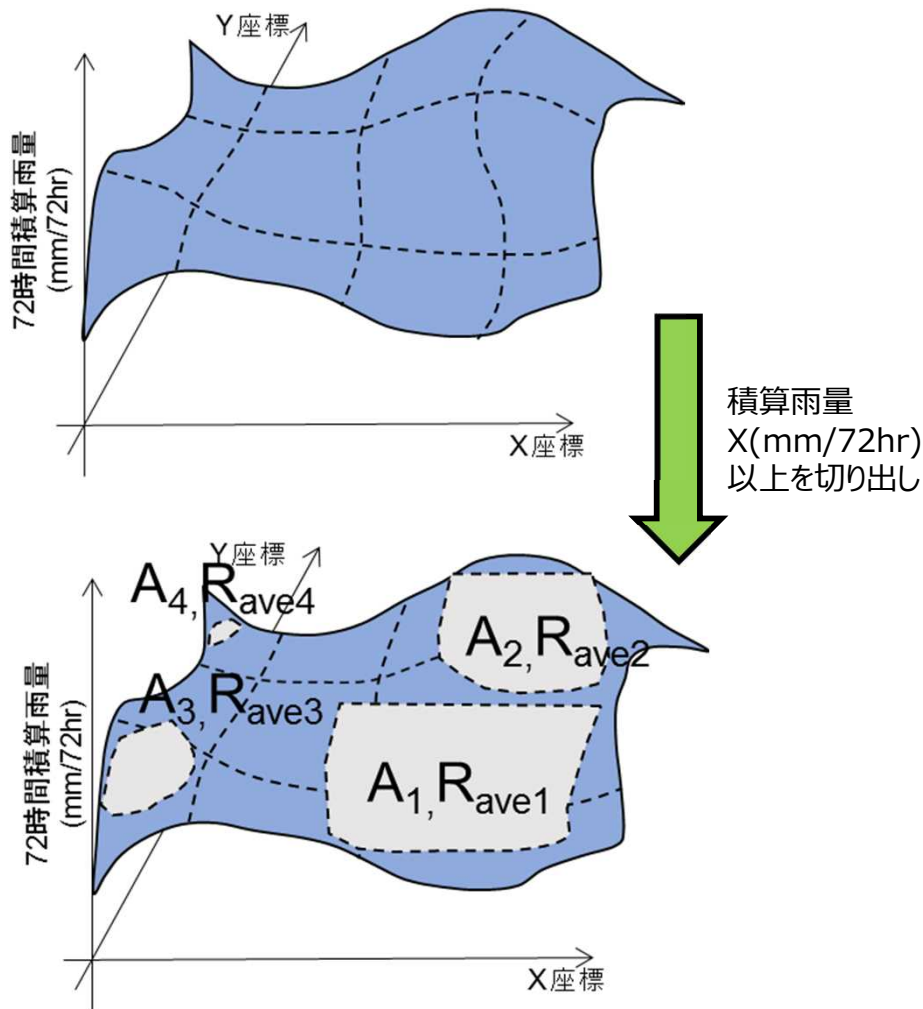 Y座標
72時間積算雨量
(mm/72hr)
X座標
積算雨量
X(mm/72hr)
以上を切り出し
Y座標
A4,Rave4
A2,Rave2
A3,Rave3
A1,Rave1
72時間積算雨量
(mm/72hr)
X座標